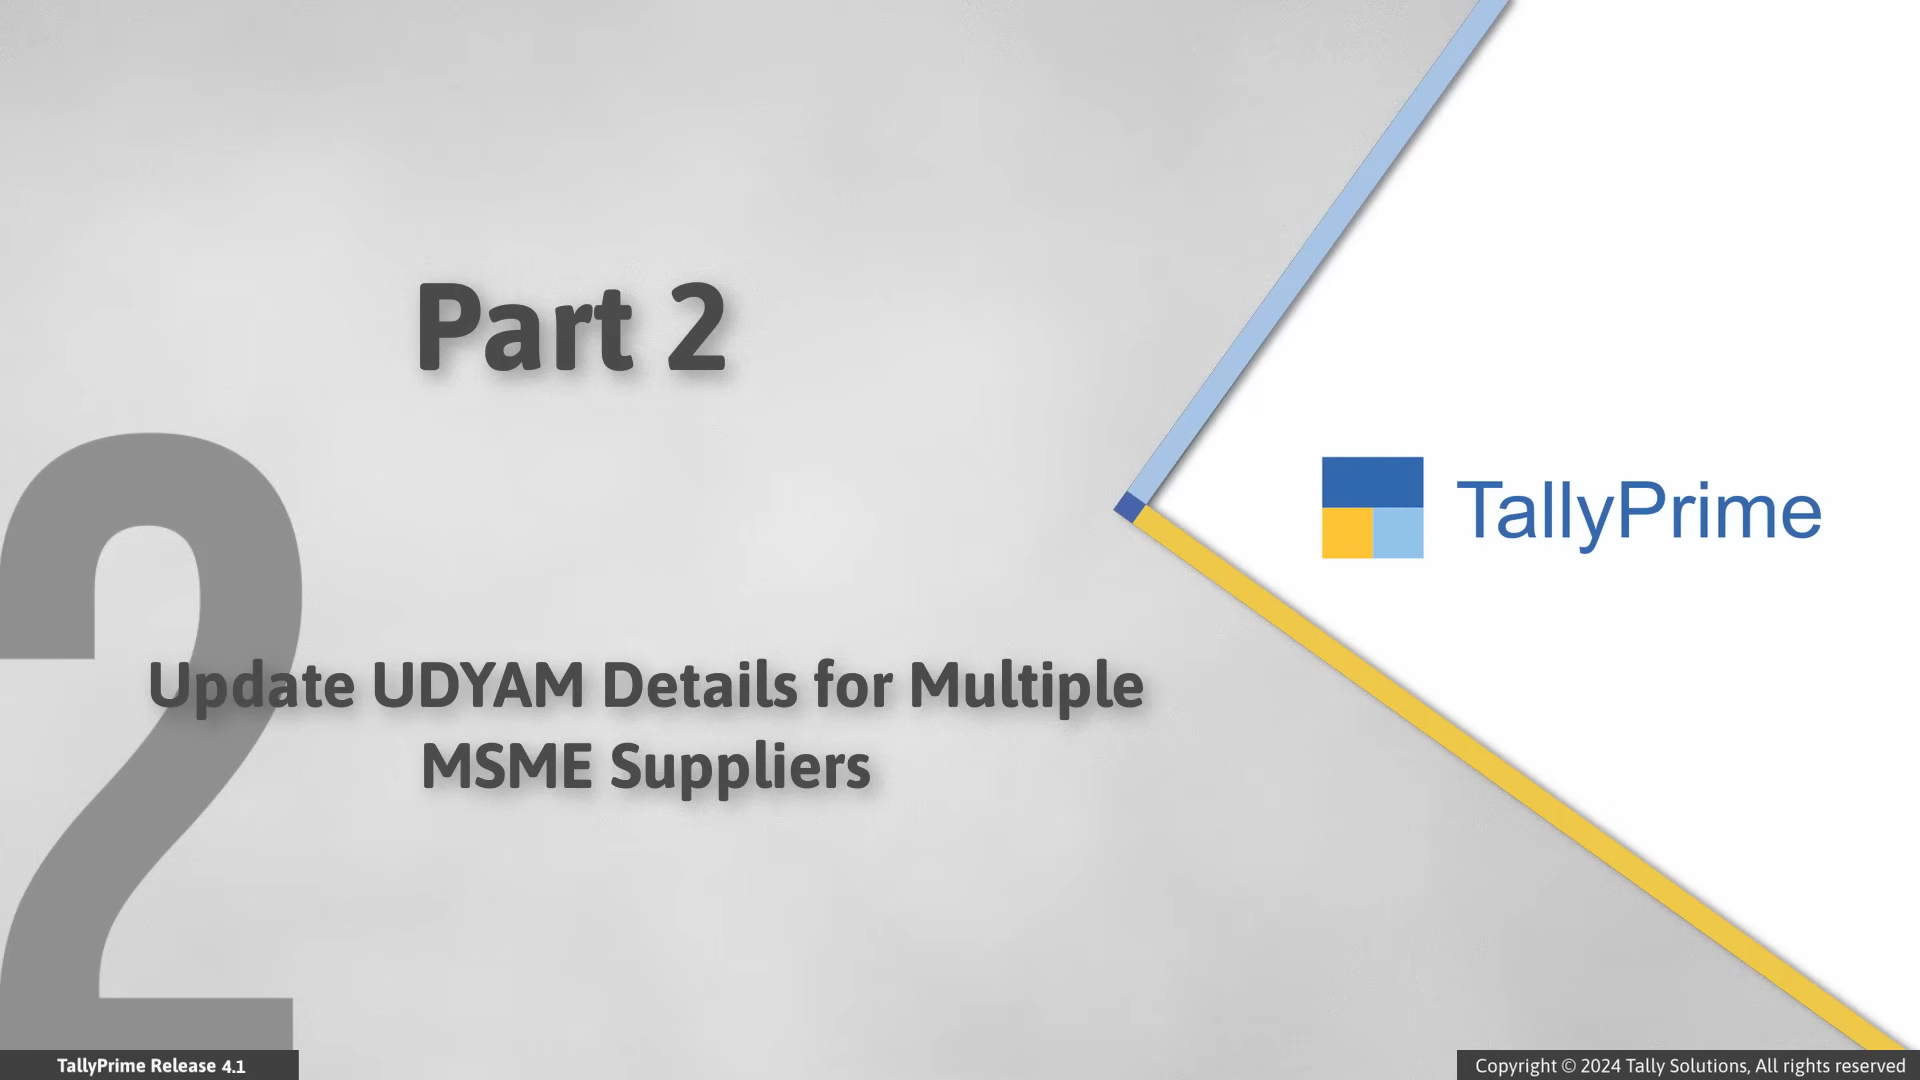 Part 2
2
Update UDYAM Details for Multiple
MSME Suppliers
TallyPrime
TallyPrime Release 4.1
Copyright © 2024 Tally Solutions, All rights reserved